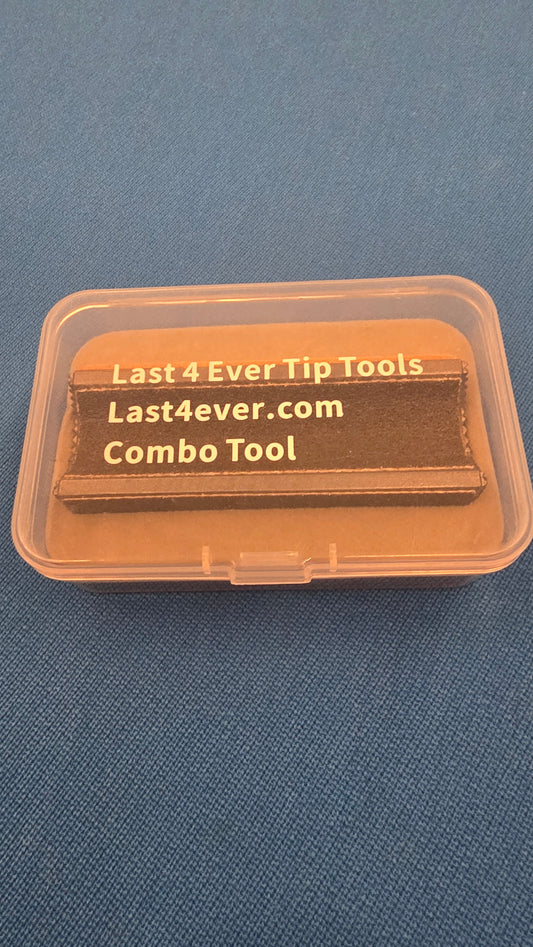 Last 4 Ever Tip Tools
Last4ever.com
Combo Tool